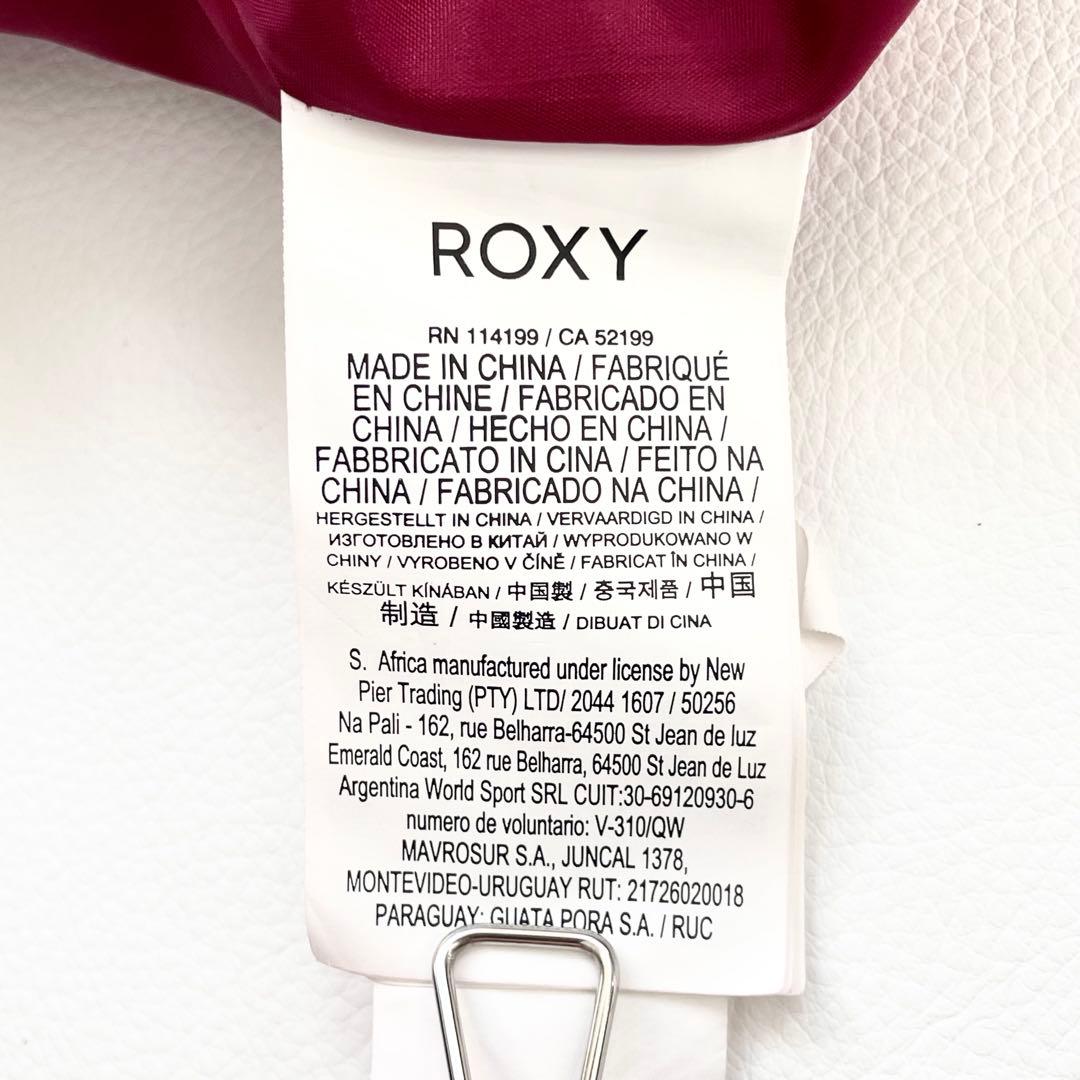 ROXY
RN 114199 / CA 52199
MADE IN CHINA / FABRIQUÉ
EN CHINE / FABRICADO EN
CHINA / HECHO EN CHINA /
FABBRICATO IN CINA / FEITO NA
CHINA / FABRICADO NA CHINA /
HERGESTELLT IN CHINA / VERVAARDIGD IN CHINA /
ИЗГОТОВЛЕНО В КИТАЙ / WYPRODUKOWANO W
CHINY / VYROBENO V ČÍNĚ / FABRICAT ÎN CHINA /
KÉSZÜLT KÍNÁBAN / 中国製 / 중국제품 / 中国
制造 / 中國製造 / DIBUAT DI CINA
S. Africa manufactured under license by New
Pier Trading (PTY) LTD/ 2044 1607 / 50256
Na Pali - 162, rue Belharra-64500 St Jean de luz
Emerald Coast, 162 rue Belharra, 64500 St Jean de Luz
Argentina World Sport SRL CUIT:30-69120930-6
numero de voluntario: V-310/QW
MAVROSUR S.A., JUNCAL 1378,
MONTEVIDEO-URUGUAY RUT: 21726020018
PARAGUAY: GUATA PORA S.A. / RUC